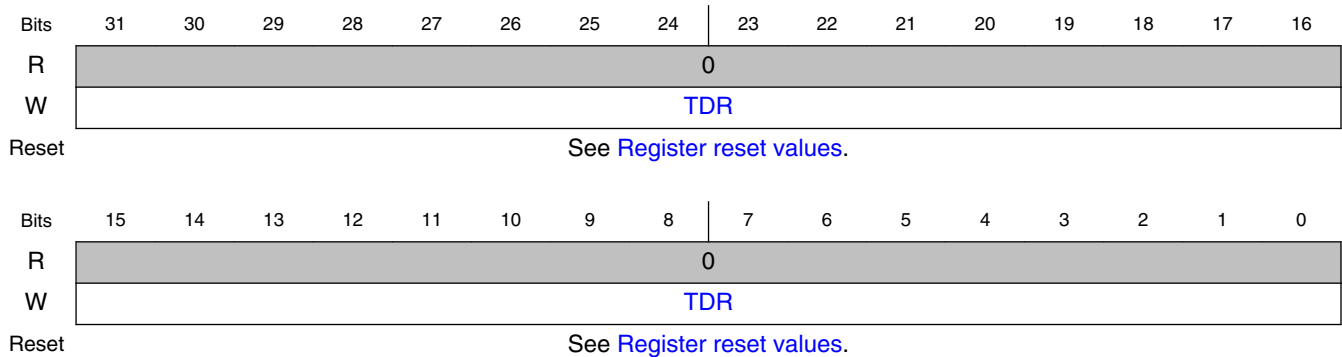 Bits 31 30 29 28 27 26 25 24 23 22 21 20 19 18 17 16
R 0
W TDR
Reset See Register reset values.
Bits 15 14 13 12 11 10 9 8 7 6 5 4 3 2 1 0
R 0
W TDR
Reset See Register reset values.